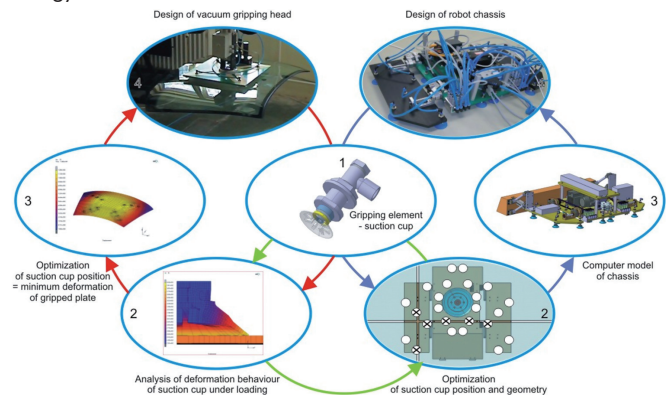 Design of vacuum gripping head
Design of robot chassis
4
3
1
Gripping element
- suction cup
3
Optimization
of suction cup position
= minimum deformation
of gripped plate
Computer model
of chassis
2
2
Analysis of deformation behaviour
of suction cup under loading
Optimization
of suction cup position and geometry